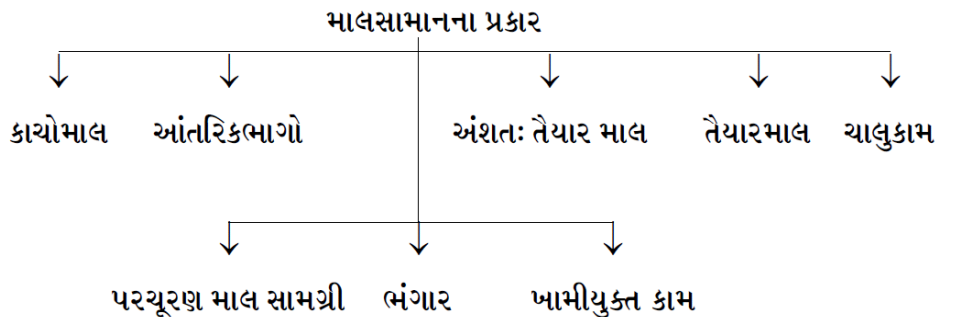 માલસામાનના પ્રકાર
કાચોમાલ આંતરિકભાગો અંશતઃ તૈયાર માલ તૈયારમાલ ચાલુકામ
પરચૂરણ માલ સામગ્રી ભંગાર ખામીયુક્ત કામ